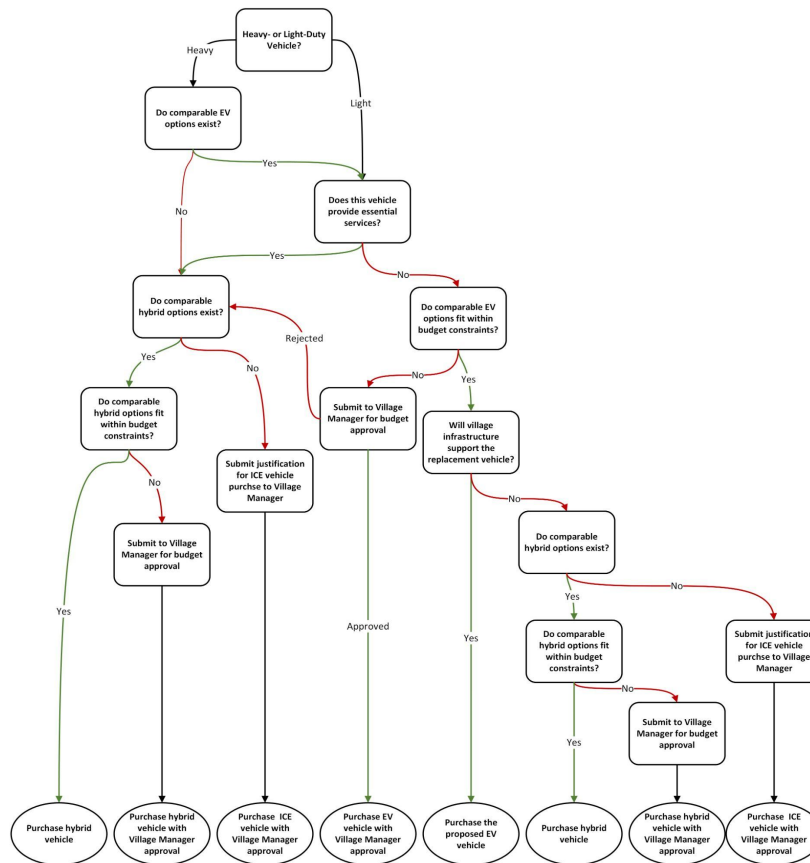 Heavy- or Light-Duty
Vehicle?
Heavy
Light
Do comparable EV
options exist?
Yes
No
Does this vehicle
provide essential
services?
Yes
No
Do comparable
hybrid options exist?
Do comparable EV
options fit within
budget constraints?
Rejected
Yes
No
No
Yes
Do comparable
hybrid options fit
within budget
constraints?
Submit to Village
Manager for budget
approval
Will village
infrastructure
support the
replacement vehicle?
Submit justification
for ICE vehicle
purchse to Village
Manager
No
No
Submit to Village
Manager for budget
approval
Do comparable
hybrid options exist?
Yes
Approved
Yes
Yes
No
Do comparable
hybrid options fit
within budget
constraints?
Submit justification
for ICE vehicle
purchse to Village
Manager
No
Yes
Submit to Village
Manager for budget
approval
Purchase hybrid
vehicle
Purchase hybrid
vehicle with
Village Manager
approval
Purchase ICE
vehicle with
Village Manager
approval
Purchase EV
vehicle with
Village Manager
approval
Purchase the
proposed EV
vehicle
Purchase hybrid
vehicle
Purchase hybrid
vehicle with
Village Manager
approval
Purchase ICE
vehicle with
Village Manager
approval